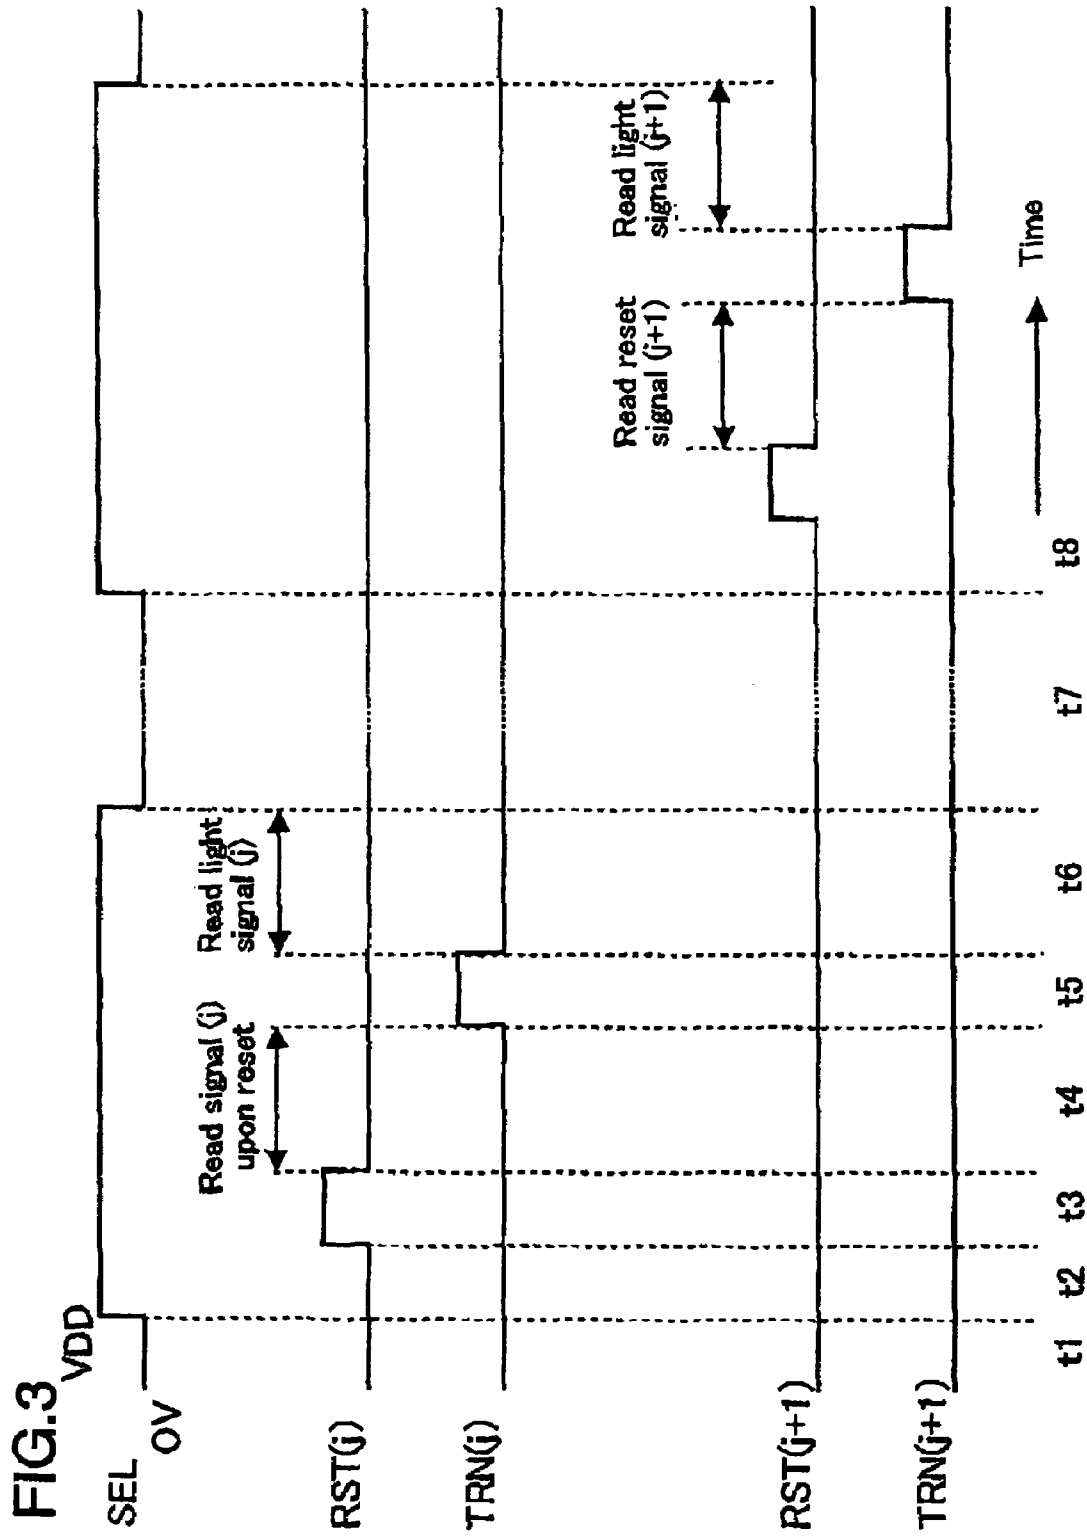 FIG.3
VDD
SEL
0V
Read signal (j)
upon reset
Read light
signal (j)
RST(j)
TRN(j)
Read reset
signal (j+1)
Read light
signal (j+1)
RST(j+1)
TRN(j+1)
Time
t1 t2 t3 t4 t5 t6 t7 t8